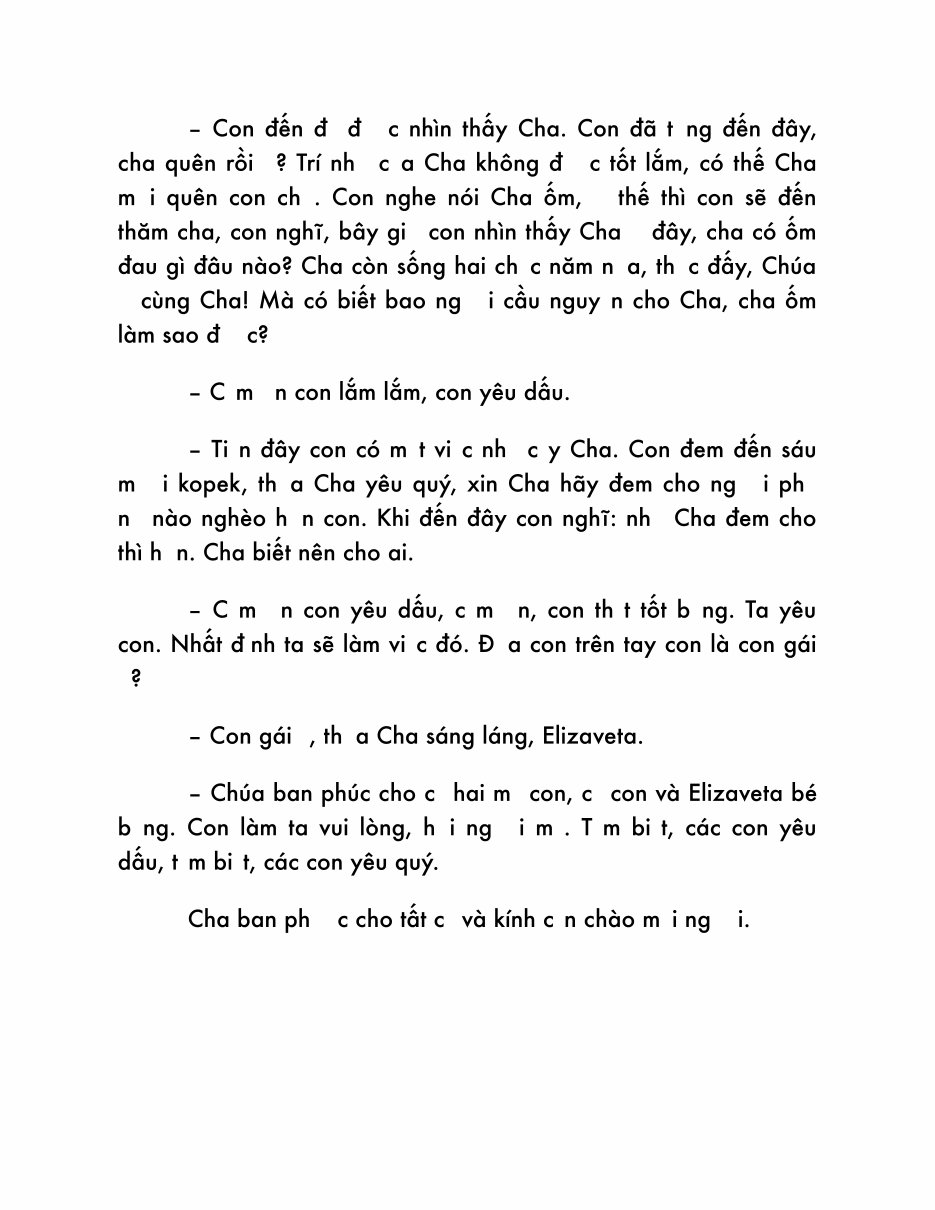 – Con đến đ  đ  c nhìn thấy Cha. Con đã t ng đến đây,
cha quên rồi  ? Trí nh  c a Cha không đ  c tốt lắm, có thể Cha
m i quên con ch . Con nghe nói Cha ốm,   thế thì con sẽ đến
thăm cha, con nghĩ, bây gi  con nhìn thấy Cha   đây, cha có ốm
đau gì đâu nào? Cha còn sống hai ch c năm n a, th c đấy, Chúa
 cùng Cha! Mà có biết bao ng  i cầu nguy n cho Cha, cha ốm
làm sao đ  c?
– C m  n con lắm lắm, con yêu dấu.
– Ti n đây con có m t vi c nh  c y Cha. Con đem đến sáu
m  i kopek, th a Cha yêu quý, xin Cha hãy đem cho ng  i ph
n  nào nghèo h n con. Khi đến đây con nghĩ: nh  Cha đem cho
thì h n. Cha biết nên cho ai.
– C m  n con yêu dấu, c m  n, con th t tốt b ng. Ta yêu
con. Nhất đ nh ta sẽ làm vi c đó. Đ a con trên tay con là con gái
 ?
– Con gái  , th a Cha sáng láng, Elizaveta.
– Chúa ban phúc cho c  hai m  con, c  con và Elizaveta bé
b ng. Con làm ta vui lòng, h i ng  i m . T m bi t, các con yêu
dấu, t m bi t, các con yêu quý.
Cha ban ph  c cho tất c  và kính c n chào m i ng  i.